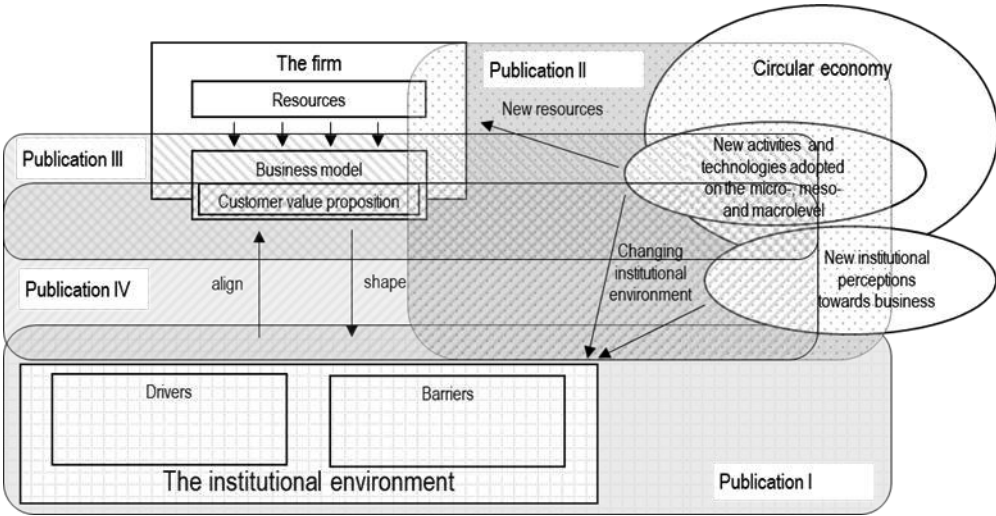 The firm
Publication II
Circular economy
Resources
New resources
Publication III
Business model
Customer value proposition
New activities and
technologies adopted
on the micro-, meso-
and macrolevel
Changing
institutional
environment
New institutional
perceptions
towards business
Publication IV
align
shape
Drivers
Barriers
The institutional environment
Publication I